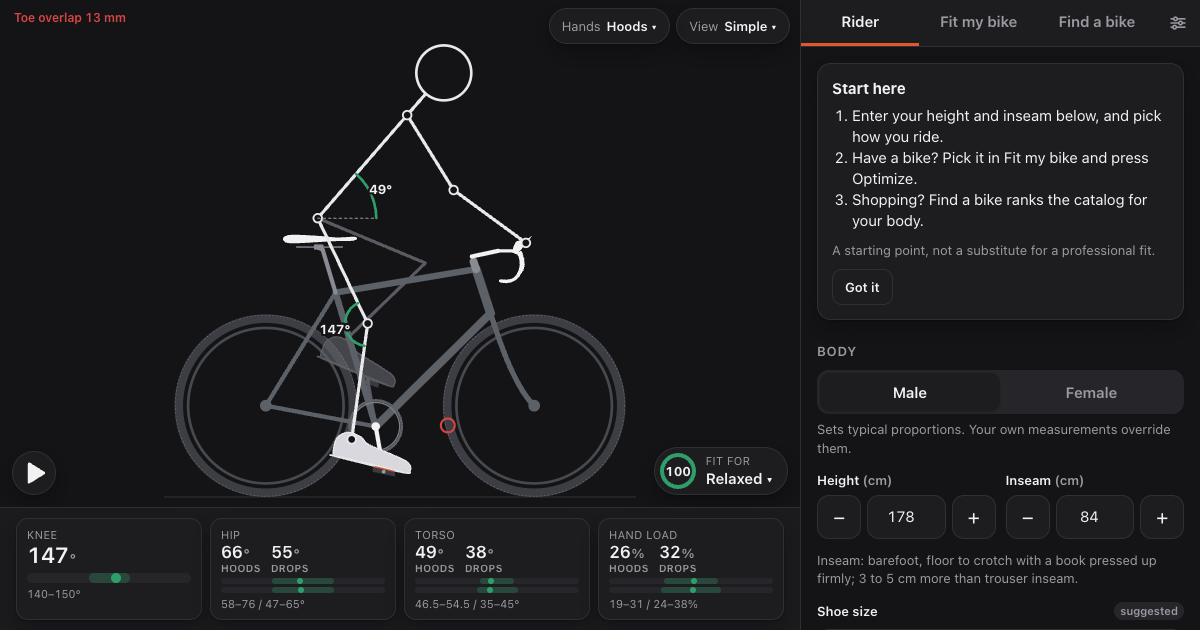 Toe overlap 13 mm
Hands Hoods
View Simple
49°
147°
100
FIT FOR
Relaxed
KNEE
147°
140–150°
HIP
66° 55°
HOODS DROPS
58–76 / 47–65°
TORSO
49° 38°
HOODS DROPS
46.5–54.5 / 35–45°
HAND LOAD
26% 32%
HOODS DROPS
19–31 / 24–38%
Rider Fit my bike Find a bike
Start here
1. Enter your height and inseam below, and pick
how you ride.
2. Have a bike? Pick it in Fit my bike and press
Optimize.
3. Shopping? Find a bike ranks the catalog for
your body.
A starting point, not a substitute for a professional fit.
Got it
BODY
Male Female
Sets typical proportions. Your own measurements override
them.
Height (cm) Inseam (cm)
− 178 + − 84 +
Inseam: barefoot, floor to crotch with a book pressed up
firmly; 3 to 5 cm more than trouser inseam.
Shoe size suggested